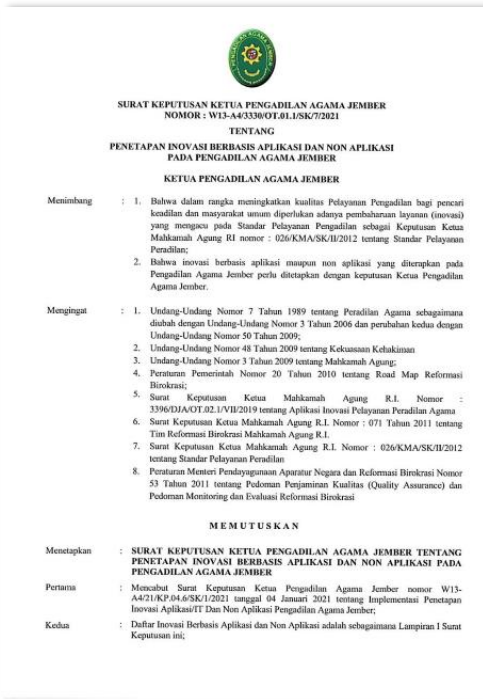 PENGADILAN AGAMA
JEMBER
SURAT KEPUTUSAN KETUA PENGADILAN AGAMA JEMBER
NOMOR : W13-A4/3330/OT.01.1/SK/7/2021
TENTANG
PENETAPAN INOVASI BERBASIS APLIKASI DAN NON APLIKASI
PADA PENGADILAN AGAMA JEMBER
KETUA PENGADILAN AGAMA JEMBER
Menimbang : 1. Bahwa dalam rangka meningkatkan kualitas Pelayanan Pengadilan bagi pencari
keadilan dan masyarakat umum diperlukan adanya pembaharuan layanan (inovasi)
yang mengacu pada Standar Pelayanan Pengadilan sebagai Keputusan Ketua
Mahkamah Agung RI nomor : 026/KMA/SK/II/2012 tentang Standar Pelayanan
Peradilan;
2. Bahwa inovasi berbasis aplikasi maupun non aplikasi yang diterapkan pada
Pengadilan Agama Jember perlu ditetapkan dengan keputusan Ketua Pengadilan
Agama Jember.
Mengingat : 1. Undang-Undang Nomor 7 Tahun 1989 tentang Peradilan Agama sebagaimana
diubah dengan Undang-Undang Nomor 3 Tahun 2006 dan perubahan kedua dengan
Undang-Undang Nomor 50 Tahun 2009;
2. Undang-Undang Nomor 48 Tahun 2009 tentang Kekuasaan Kehakiman
3. Undang-Undang Nomor 3 Tahun 2009 tentang Mahkamah Agung;
4. Peraturan Pemerintah Nomor 20 Tahun 2010 tentang Road Map Reformasi
Birokrasi;
5. Surat Keputusan Ketua Mahkamah Agung R.I. Nomor :
3396/DJA/OT.02.1/VII/2019 tentang Aplikasi Inovasi Pelayanan Peradilan Agama
6. Surat Keputusan Ketua Mahkamah Agung R.I. Nomor : 071 Tahun 2011 tentang
Tim Reformasi Birokrasi Mahkamah Agung R.I.
7. Surat Keputusan Ketua Mahkamah Agung R.I. Nomor : 026/KMA/SK/II/2012
tentang Standar Pelayanan Peradilan
8. Peraturan Menteri Pendayagunaan Aparatur Negara dan Reformasi Birokrasi Nomor
53 Tahun 2011 tentang Pedoman Penjaminan Kualitas (Quality Assurance) dan
Pedoman Monitoring dan Evaluasi Reformasi Birokrasi
MEMUTUSKAN
Menetapkan : SURAT KEPUTUSAN KETUA PENGADILAN AGAMA JEMBER TENTANG
PENETAPAN INOVASI BERBASIS APLIKASI DAN NON APLIKASI PADA
PENGADILAN AGAMA JEMBER
Pertama : Mencabut Surat Keputusan Ketua Pengadilan Agama Jember nomor W13-
A4/21/KP.04.6/SK/1/2021 tanggal 04 Januari 2021 tentang Implementasi Penetapan
Inovasi Aplikasi/IT Dan Non Aplikasi Pengadilan Agama Jember;
Kedua : Daftar Inovasi Berbasis Aplikasi dan Non Aplikasi adalah sebagaimana Lampiran I Surat
Keputusan ini;